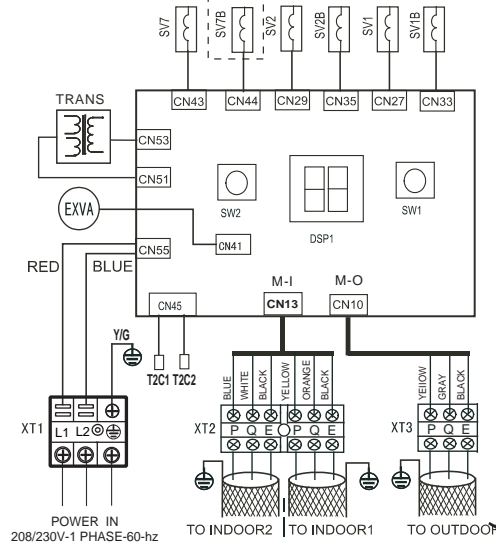 SV7 SV7B SV2 SV2B SV1 SV1B
CN43 CN44 CN29 CN35 CN27 CN33
TRANS
CN53
CN51
SW2
DSP1
SW1
EXVA
CN41
CN55
RED BLUE
CN45
M-I M-O
CN13 CN10
Y/G
T2C1 T2C2
BLUE WHITE BLACK YELLOW ORANGE BLACK
YEllOW GRAY BLACK
XT1 L1 L2
XT2 P Q E P Q E
XT3 P Q E
POWER IN
208/230V-1 PHASE-60-hz
TO INDOOR2 TO INDOOR1 TO OUTDOOR